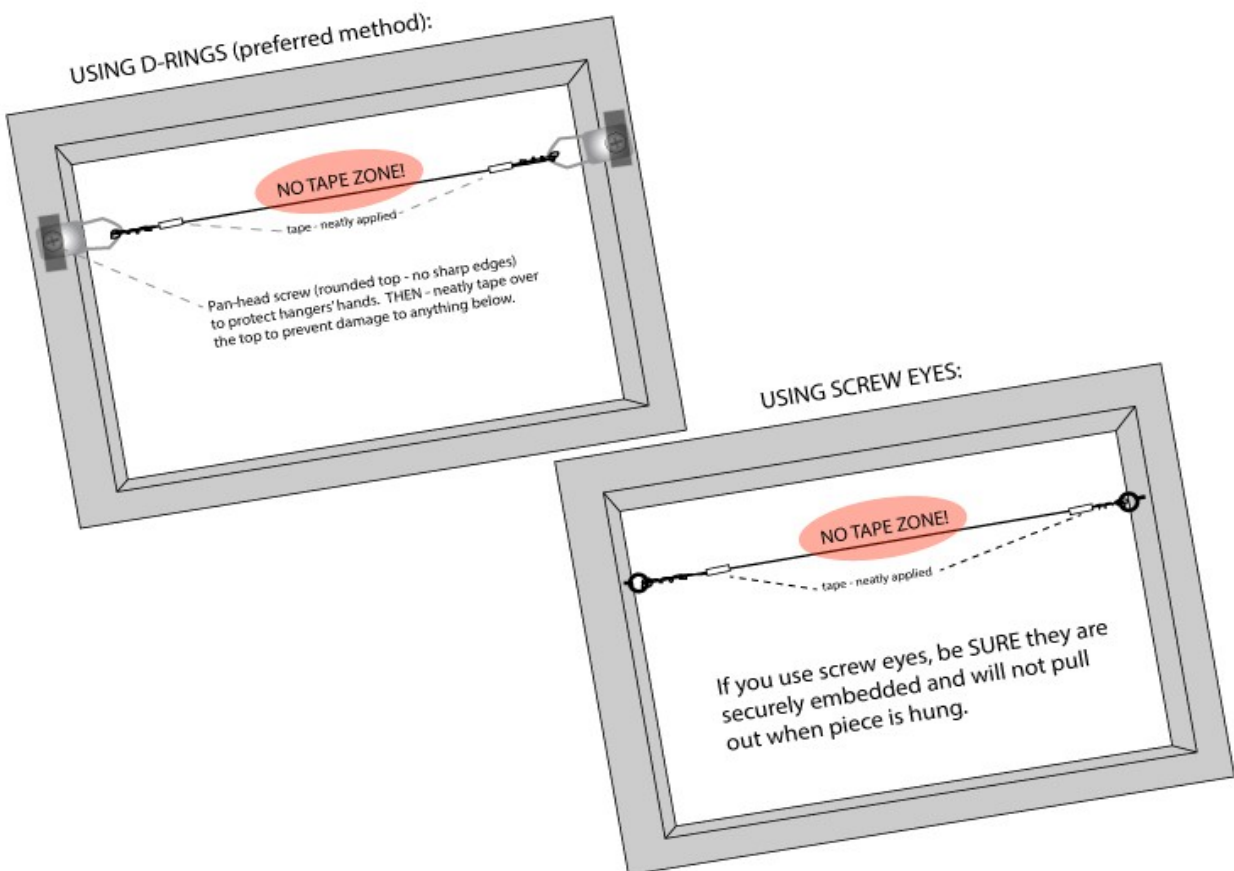 USING D-RINGS (preferred method):
NO TAPE ZONE!
tape - neatly applied
Pan-head screw (rounded top - no sharp edges)
to protect hangers' hands. THEN - neatly tape over
the top to prevent damage to anything below.
USING SCREW EYES:
NO TAPE ZONE!
tape - neatly applied
If you use screw eyes, be SURE they are
securely embedded and will not pull
out when piece is hung.